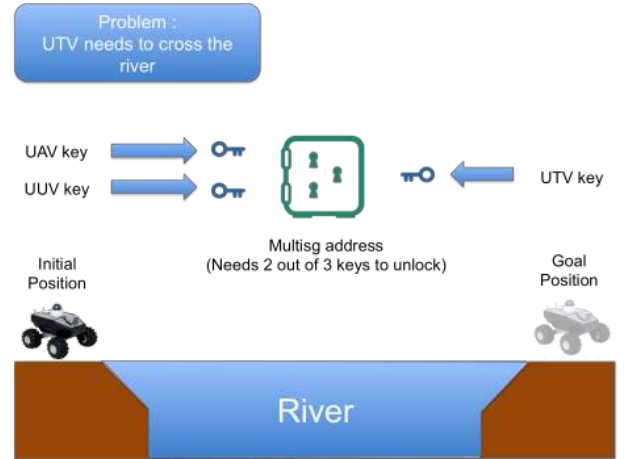 Problem :
UTV needs to cross the
river
UAV key
UUV key
UTV key
Multisg address
(Needs 2 out of 3 keys to unlock)
Initial
Position
Goal
Position
River